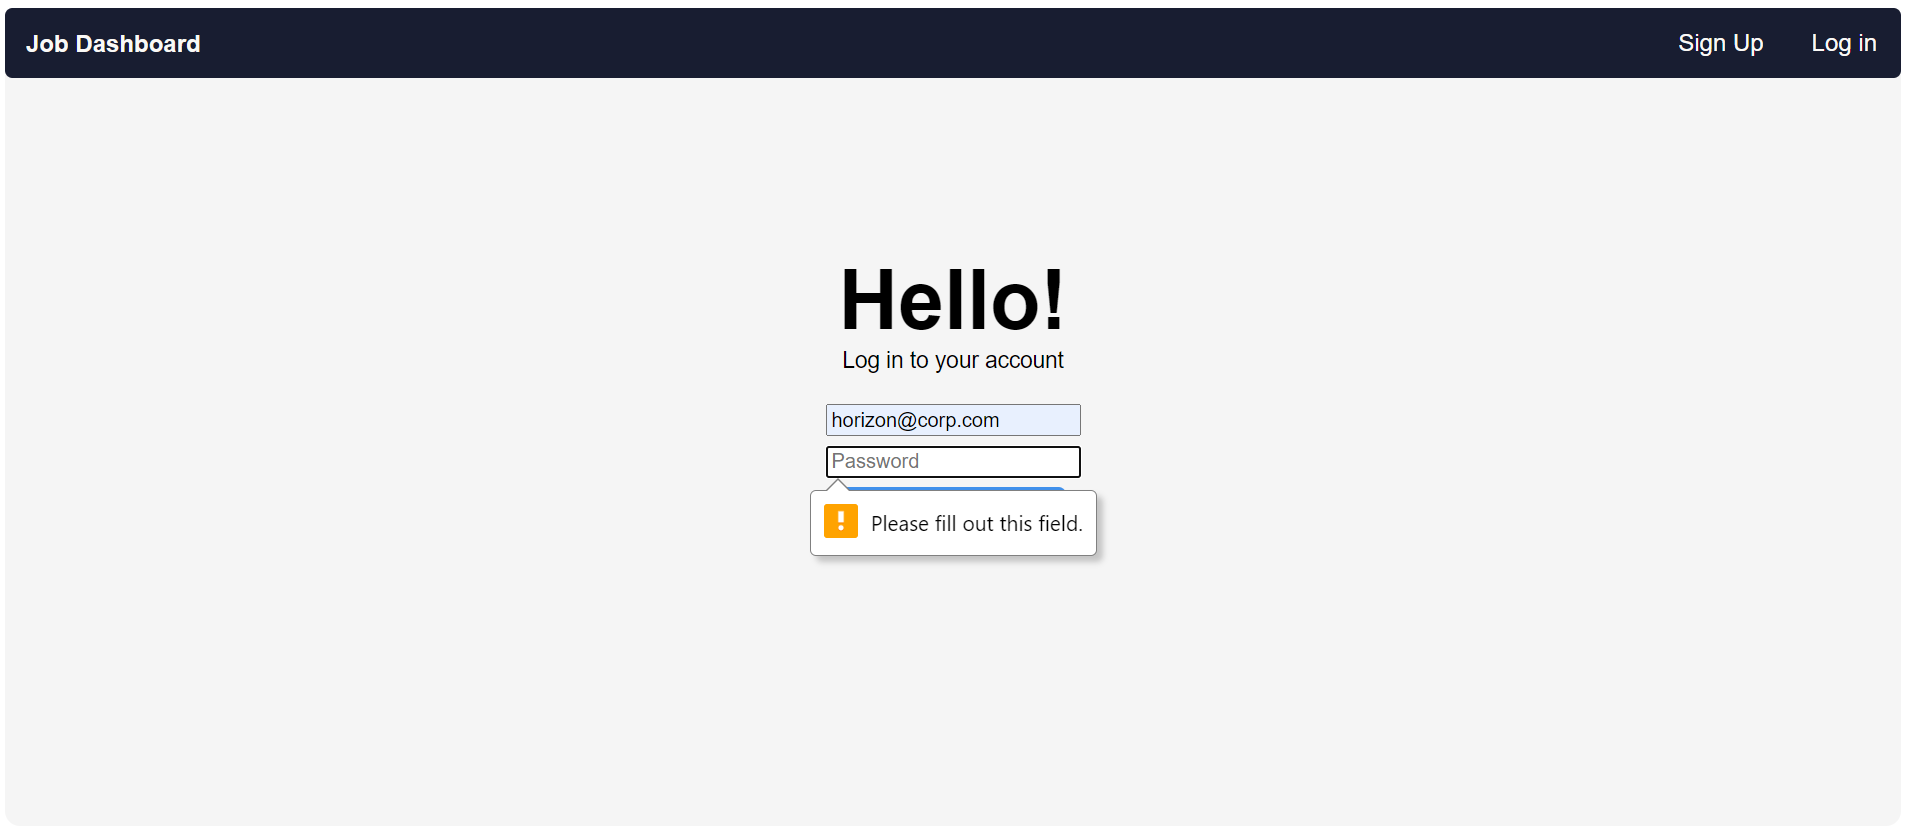 Job Dashboard
Sign Up
Log in
Hello!
Log in to your account
horizon@corp.com
Password
Please fill out this field.